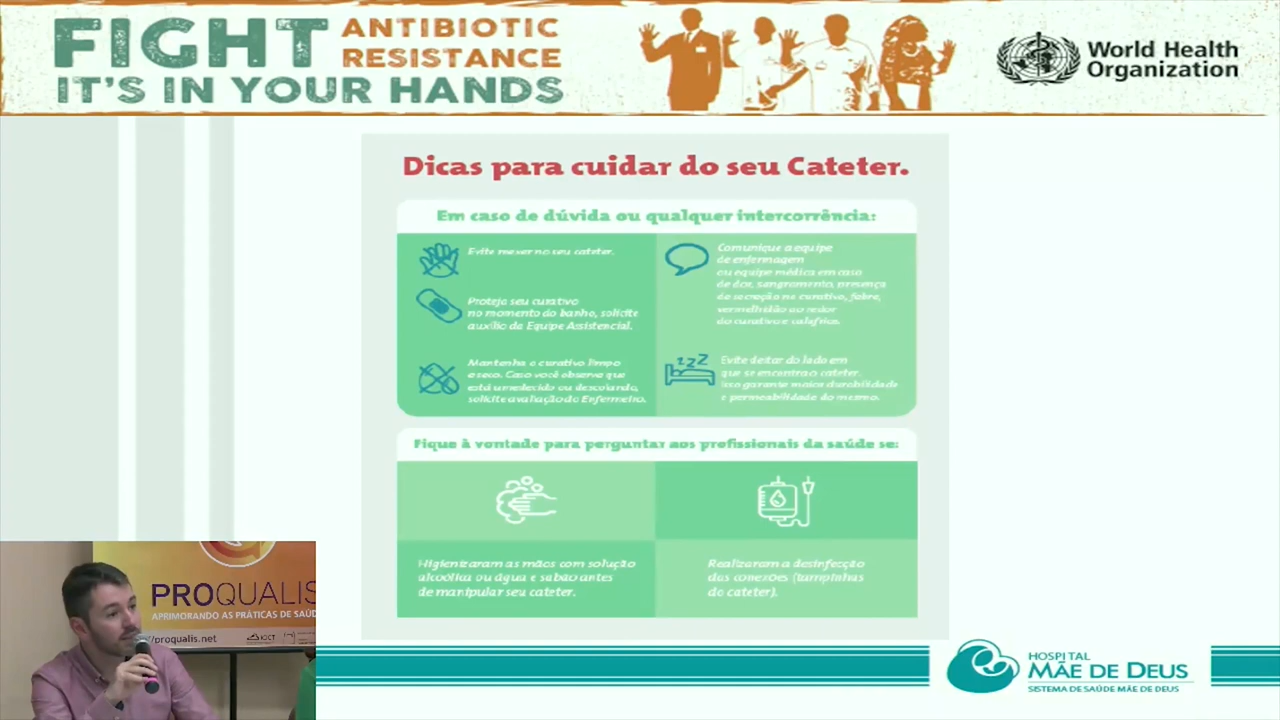 FIGHT ANTIBIOTIC
RESISTANCE
IT'S IN YOUR HANDS
World Health
Organization
Dicas para cuidar do seu Cateter.
Em caso de dúvida ou qualquer intercorrência:
Evite mexer no seu cateter.
Proteja seu curativo
no momento do banho, solicite
auxílio da Equipe Assistencial.
Mantenha o curativo limpo
e seco. Caso você observe que
está umedecido ou descolando,
solicite avaliação do Enfermeiro.
Comunique a equipe
de enfermagem
ou equipe médica em caso
de dor, sangramento, presença
de secreção no curativo, febre,
vermelhidão ao redor
do curativo e calafrios.
zzZ
Evite deitar do lado em
que se encontra o cateter.
Isso garante maior durabilidade
e permeabilidade do mesmo.
Fique à vontade para perguntar aos profissionais da saúde se:
Higienizaram as mãos com solução
alcoólica ou água e sabão antes
de manipular seu cateter.
Realizaram a desinfecção
das conexões (tampinhas
do cateter).
PROQUALIS
APRIMORANDO AS PRÁTICAS DE SAÚD
//proqualis.net
HOSPITAL
MÃE DE DEUS
SISTEMA DE SAÚDE MÃE DE DEUS